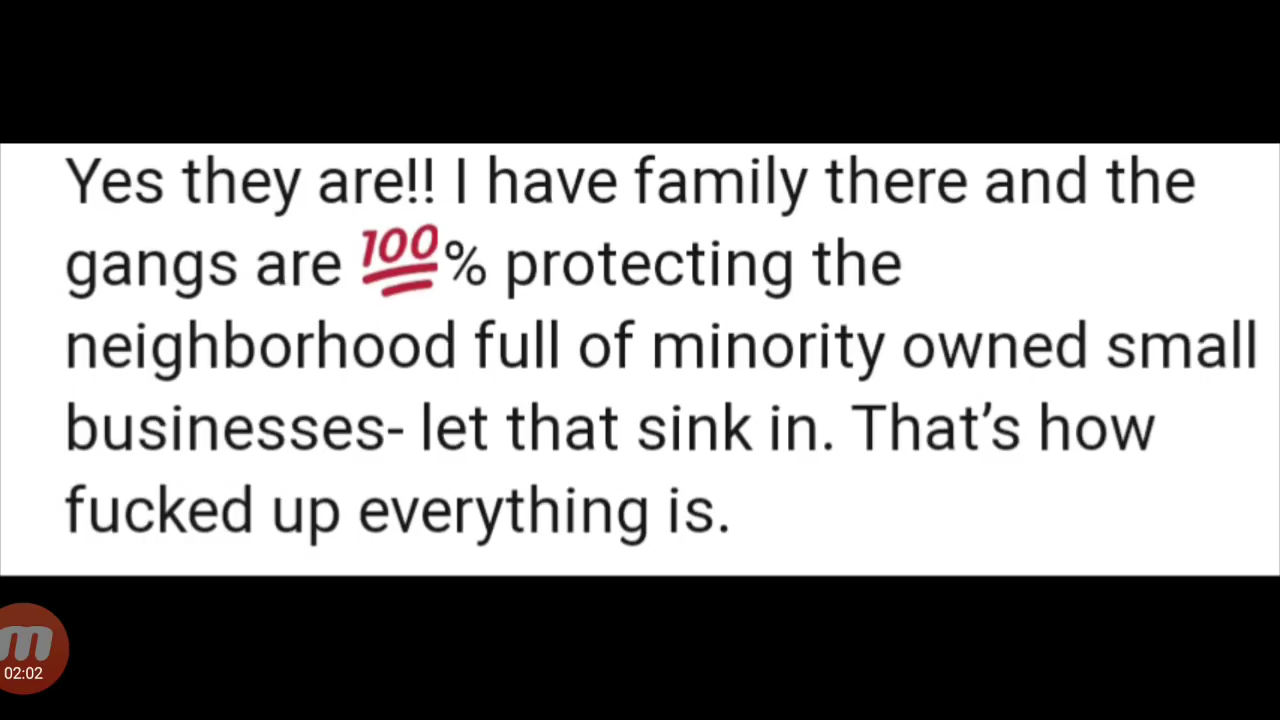 Yes they are!! I have family there and the
gangs are 💯% protecting the
neighborhood full of minority owned small
businesses- let that sink in. That’s how
fucked up everything is.
m
02:02